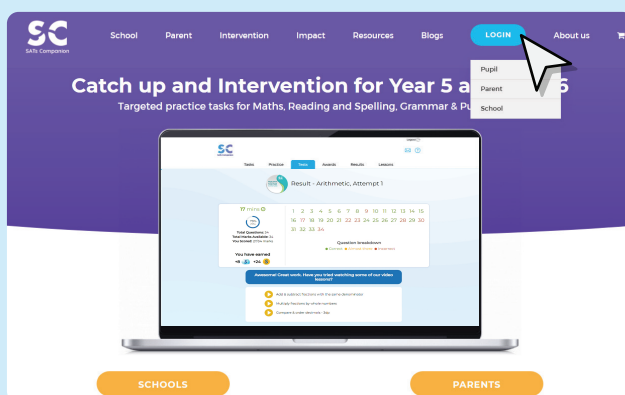 SC
SATs Companion
School Parent Intervention Impact Resources Blogs LOGIN About us
Pupil
Parent
School
Catch up and Intervention for Year 5 a 6
Targeted practice tasks for Maths, Reading and Spelling, Grammar & Pu
SC
Tasks Practice Tests Awards Results Lessons
Result - Arithmetic, Attempt 1
17 mins
1 2 3 4 5 6 7 8 9 10 11 12 13 14 15
16 17 18 19 20 21 22 23 24 25 26 27 28 29 30
31 32 33 34
Total Questions: 34
Question breakdown
You have earned
Awesome! Great work. Have you tried watching some of our video
lessons?
Add & subtract fractions with the same denominator
Multiply fractions by whole numbers
Compare & order decimals - 3dp
SCHOOLS
PARENTS